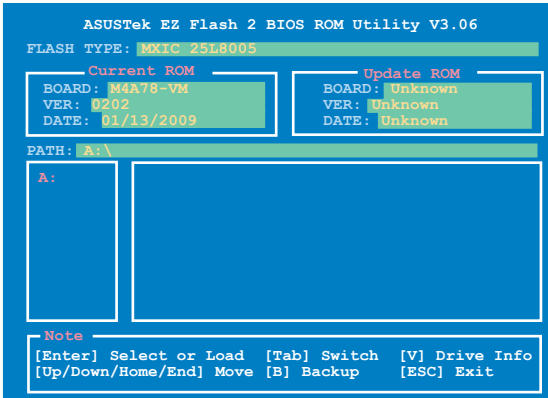 ASUSTek EZ Flash 2 BIOS ROM Utility V3.06
FLASH TYPE: MXIC 25L8005
Current ROM
BOARD: M4A78-VM
VER: 0202
DATE: 01/13/2009
Update ROM
BOARD: Unknown
VER: Unknown
DATE: Unknown
PATH: A:\
A:
Note
[Enter] Select or Load [Tab] Switch [V] Drive Info
[Up/Down/Home/End] Move [B] Backup [ESC] Exit